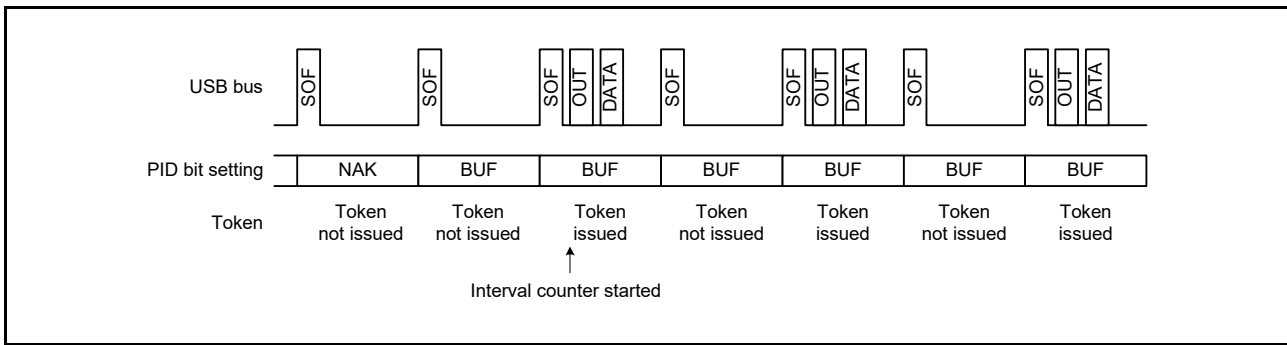 USB bus
SOF
SOF
SOF
OUT
DATA
SOF
SOF
OUT
DATA
SOF
SOF
OUT
DATA
PID bit setting
NAK
BUF
BUF
BUF
BUF
BUF
BUF
Token
Token
not issued
Token
not issued
Token
issued
Token
not issued
Token
issued
Token
not issued
Token
issued
Interval counter started